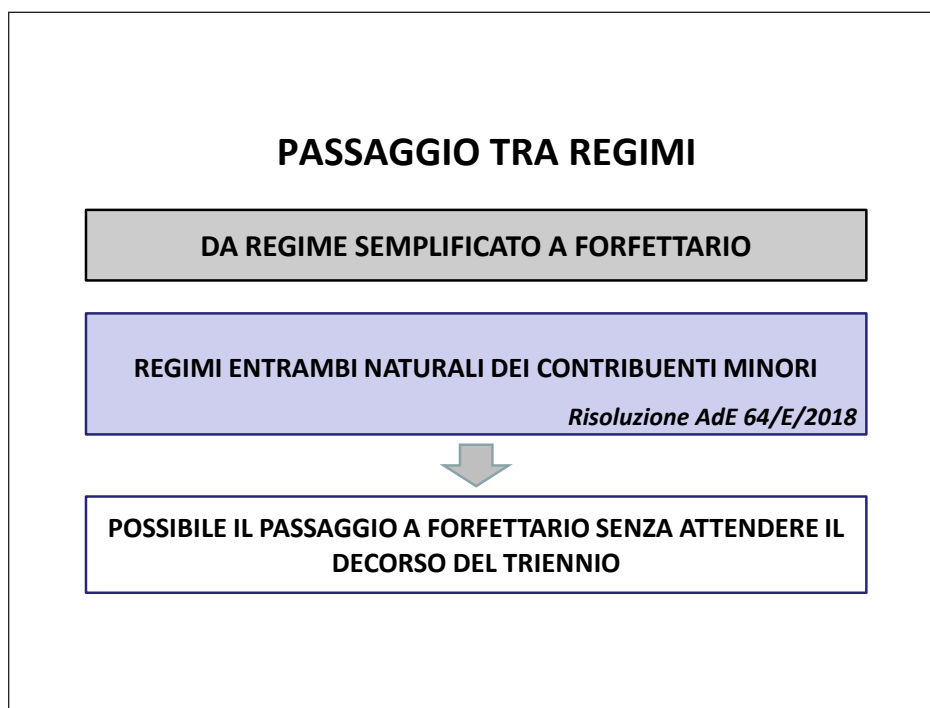 PASSAGGIO TRA REGIMI
DA REGIME SEMPLIFICATO A FORFETTARIO
REGIMI ENTRAMBI NATURALI DEI CONTRIBUENTI MINORI
Risoluzione AdE 64/E/2018
POSSIBILE IL PASSAGGIO A FORFETTARIO SENZA ATTENDERE IL
DECORSO DEL TRIENNIO